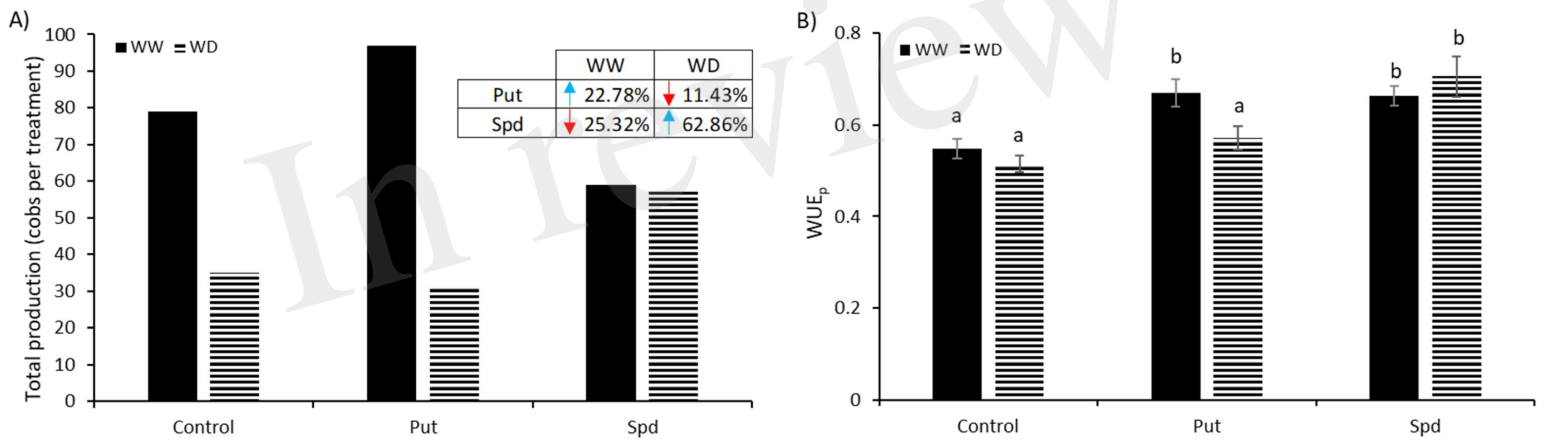 A)
Total production (cobs per treatment)
100
90
80
70
60
50
40
30
20
10
0
WW WD
WW WD
Put 22.78% 11.43%
Spd 25.32% 62.86%
Control Put Spd
B)
WUEp
0.8
0.6
0.4
0.2
0
WW WD
a a b a b b
Control Put Spd
In review